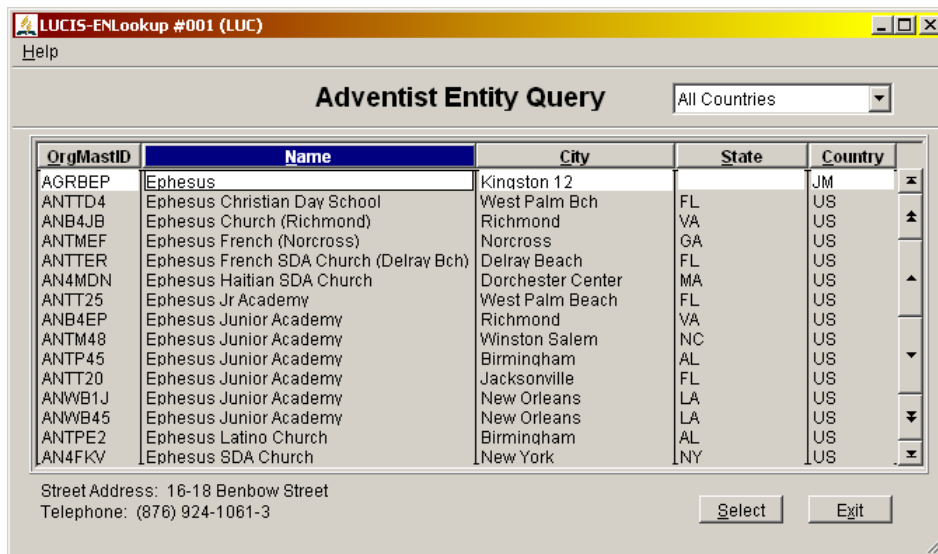 LUCIS-ENLookup #001 (LUC)
Help
Adventist Entity Query All Countries
OrgMastID Name City State Country
AGRBEP Ephesus Kingston 12 JM
ANTTD4 Ephesus Christian Day School West Palm Bch FL US
ANB4JB Ephesus Church (Richmond) Richmond VA US
ANTMEF Ephesus French (Norcross) Norcross GA US
ANTTER Ephesus French SDA Church (Delray Bch) Delray Beach FL US
AN4MDN Ephesus Haitian SDA Church Dorchester Center MA US
ANTT25 Ephesus Jr Academy West Palm Beach FL US
ANB4EP Ephesus Junior Academy Richmond VA US
ANTM48 Ephesus Junior Academy Winston Salem NC US
ANTP45 Ephesus Junior Academy Birmingham AL US
ANTT20 Ephesus Junior Academy Jacksonville FL US
ANWB1J Ephesus Junior Academy New Orleans LA US
ANWB45 Ephesus Junior Academy New Orleans LA US
ANTPE2 Ephesus Latino Church Birmingham AL US
AN4FKV Ephesus SDA Church New York NY US
Street Address: 16-18 Benbow Street
Telephone: (876) 924-1061-3
Select Exit